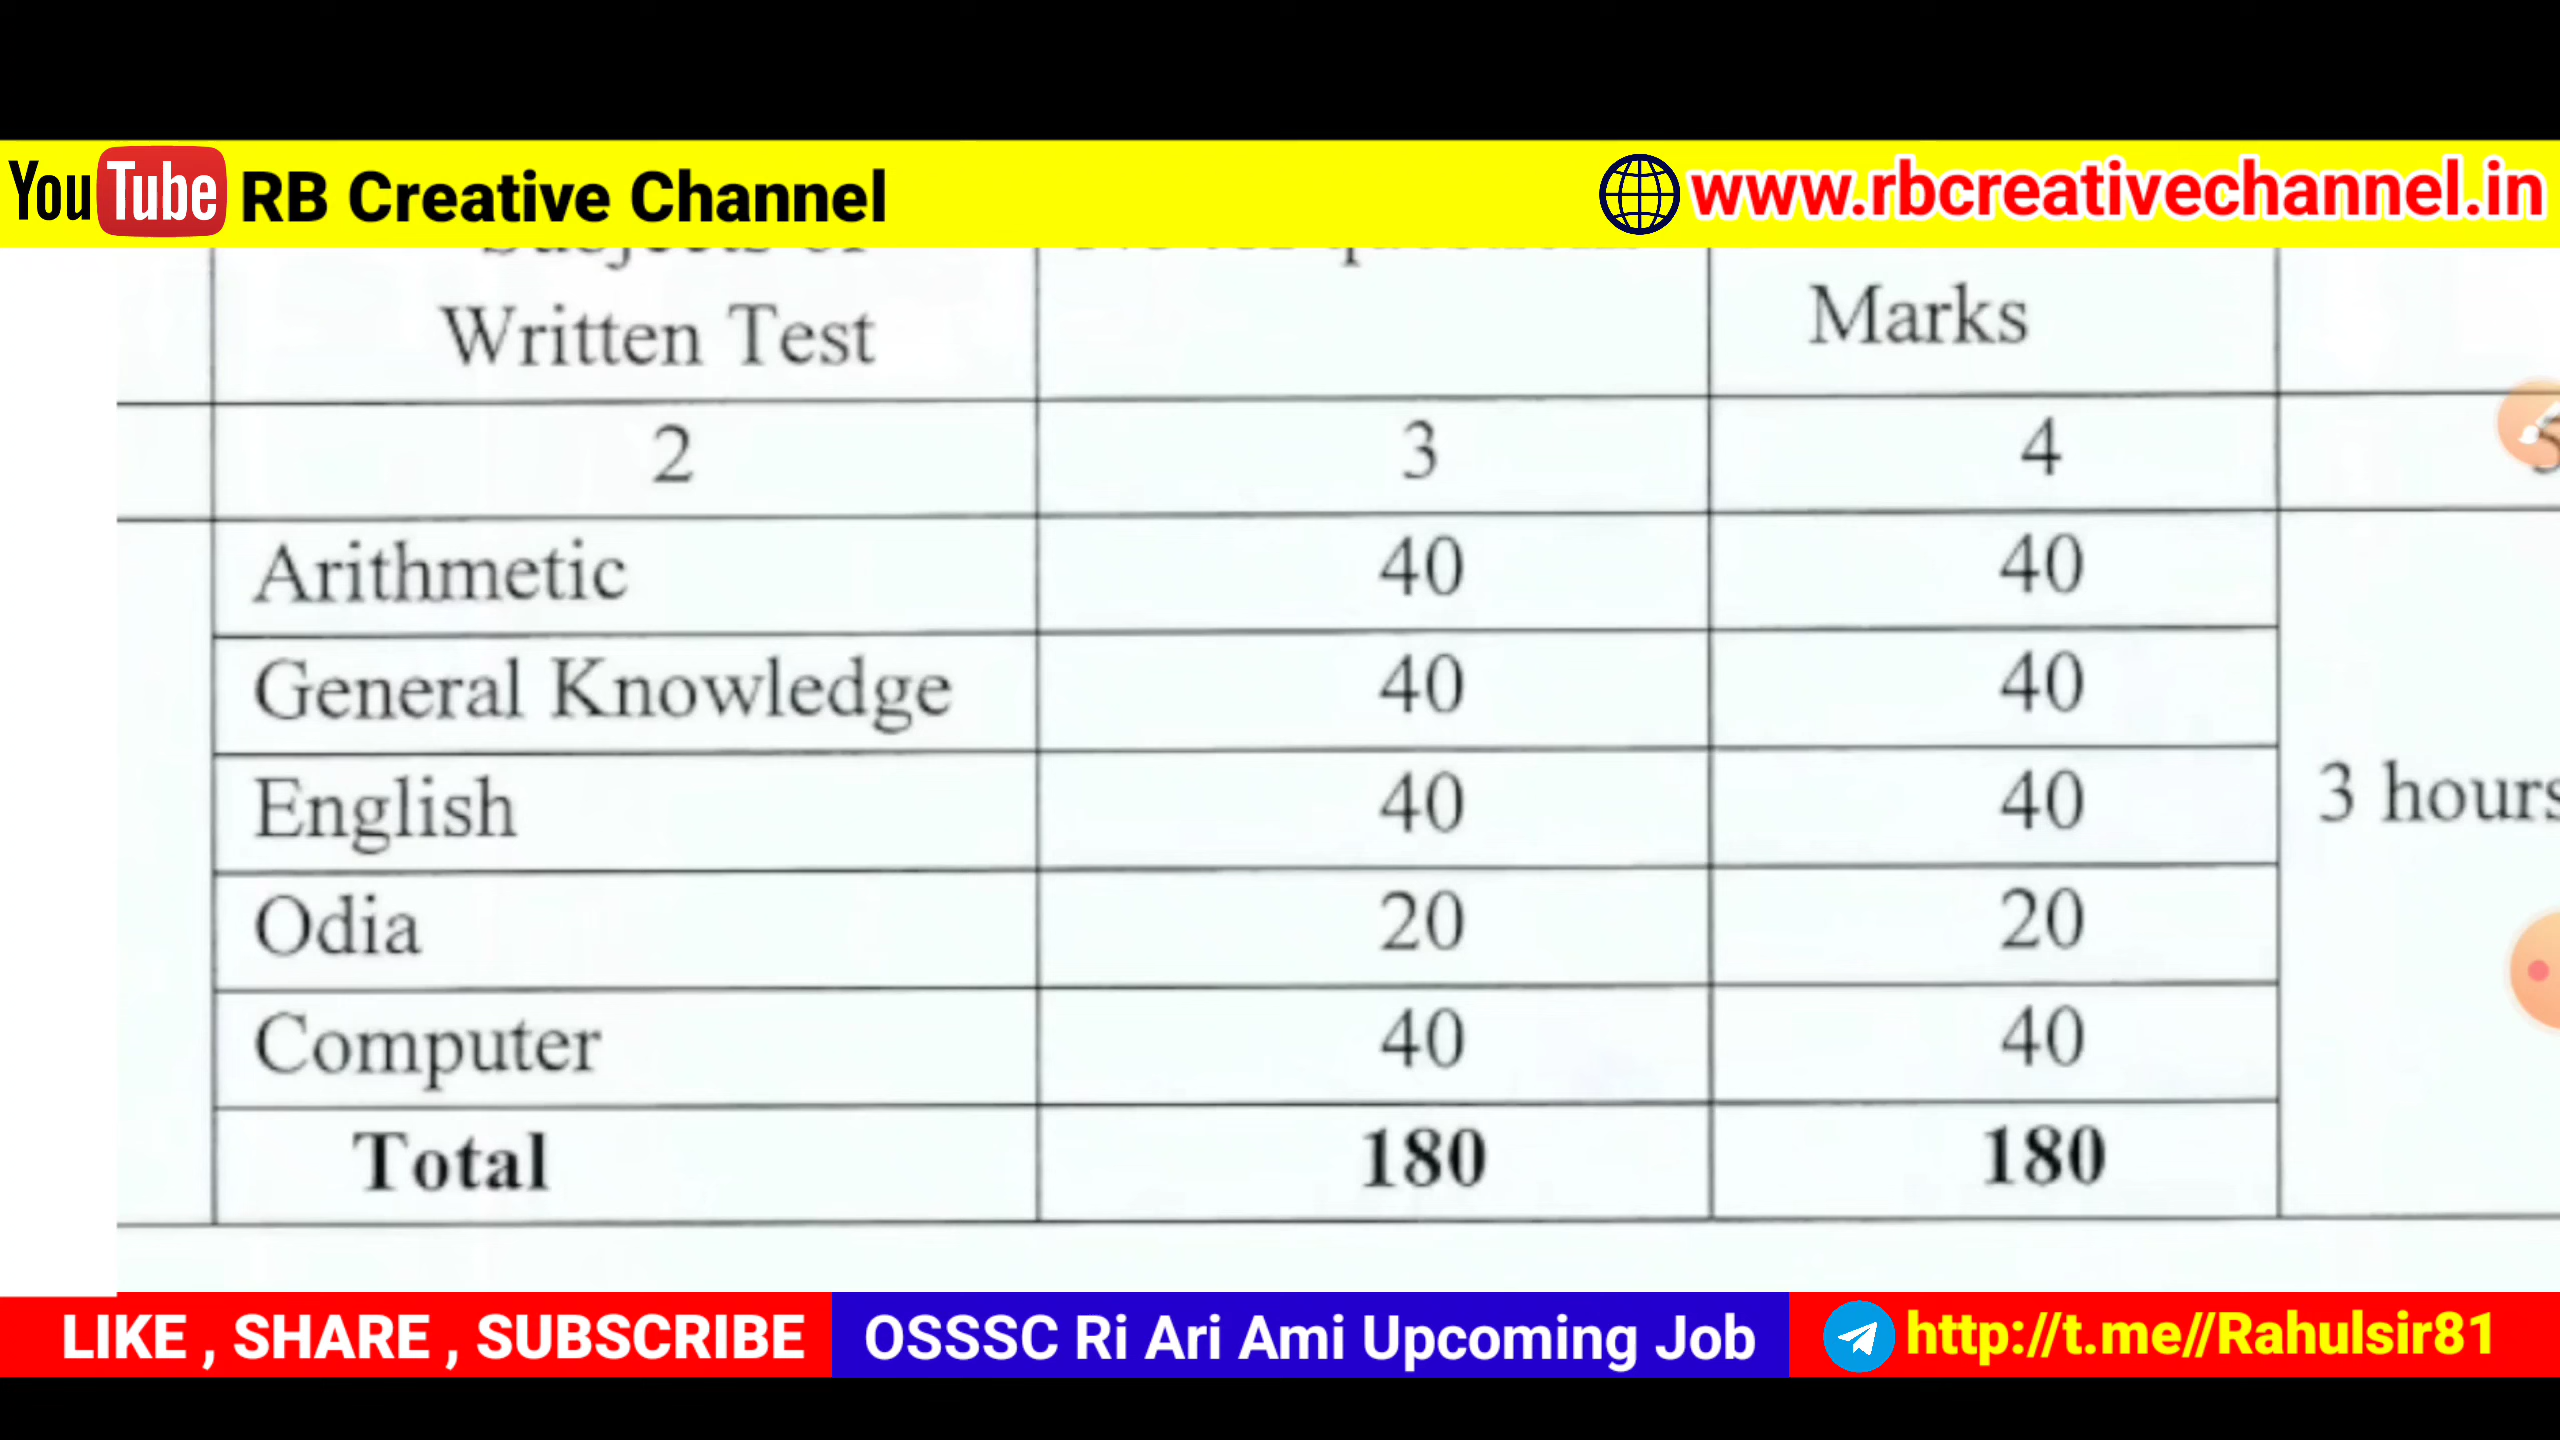 YouTube RB Creative Channel www.rbcreativechannel.in
Written Test Marks
2 3 4
Arithmetic 40 40
General Knowledge 40 40
English 40 40 3 hours
Odia 20 20
Computer 40 40
Total 180 180
LIKE , SHARE , SUBSCRIBE OSSSC Ri Ari Ami Upcoming Job http://t.me//Rahulsir81